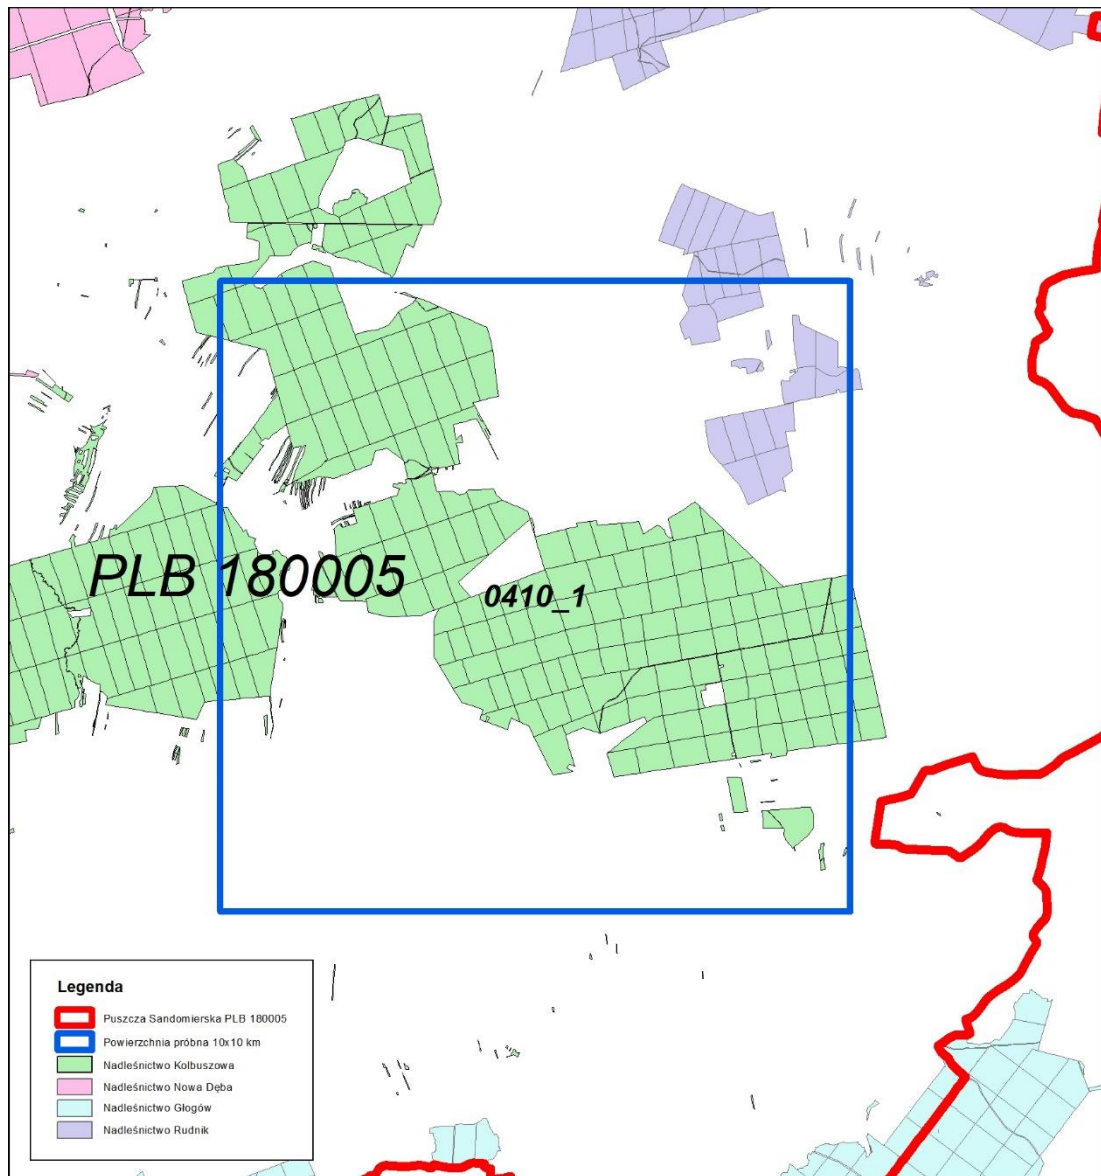 PLB 180005
0410_1
Legenda
Puszcza Sandomierska PLB 180005
Powierzchnia próbna 10x10 km
Nadleśnictwo Kolbuszowa
Nadleśnictwo Nowa Dęba
Nadleśnictwo Głogów
Nadleśnictwo Rudnik